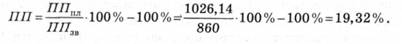 ПП = ПП_пл / ПП_зв · 100 % − 100 % = 1026,14 / 860 · 100 % − 100 % = 19,32 % .